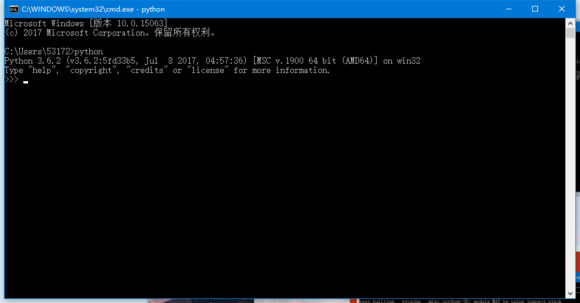 C:\WINDOWS\system32\cmd.exe - python
Microsoft Windows [版本 10.0.15063]
(c) 2017 Microsoft Corporation。保留所有权利。
C:\Users\53172>python
Python 3.6.2 (v3.6.2:5fd33b5, Jul  8 2017, 04:57:36) [MSC v.1900 64 bit (AMD64)] on win32
Type "help", "copyright", "credits" or "license" for more information.
>>>